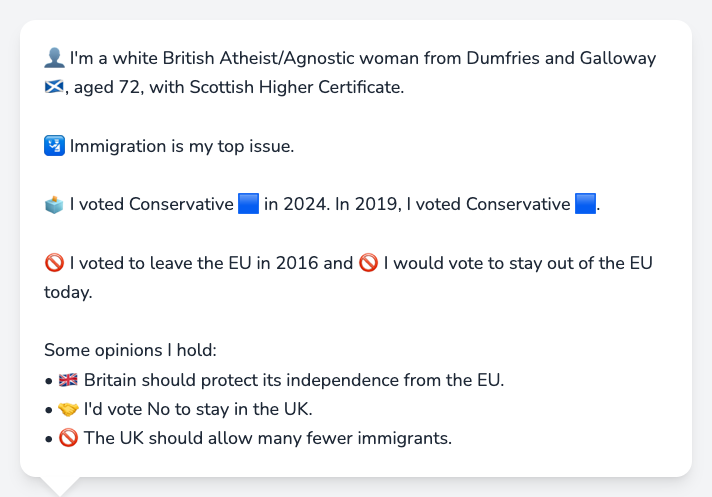 👤 I'm a white British Atheist/Agnostic woman from Dumfries and Galloway
🏴󠁧󠁢󠁳󠁣󠁴󠁿, aged 72, with Scottish Higher Certificate.
🛂 Immigration is my top issue.
🗳️ I voted Conservative 🟦 in 2024. In 2019, I voted Conservative 🟦.
🚫 I voted to leave the EU in 2016 and 🚫 I would vote to stay out of the EU
today.
Some opinions I hold:
• 🇬🇧 Britain should protect its independence from the EU.
• 🤝 I'd vote No to stay in the UK.
• 🚫 The UK should allow many fewer immigrants.